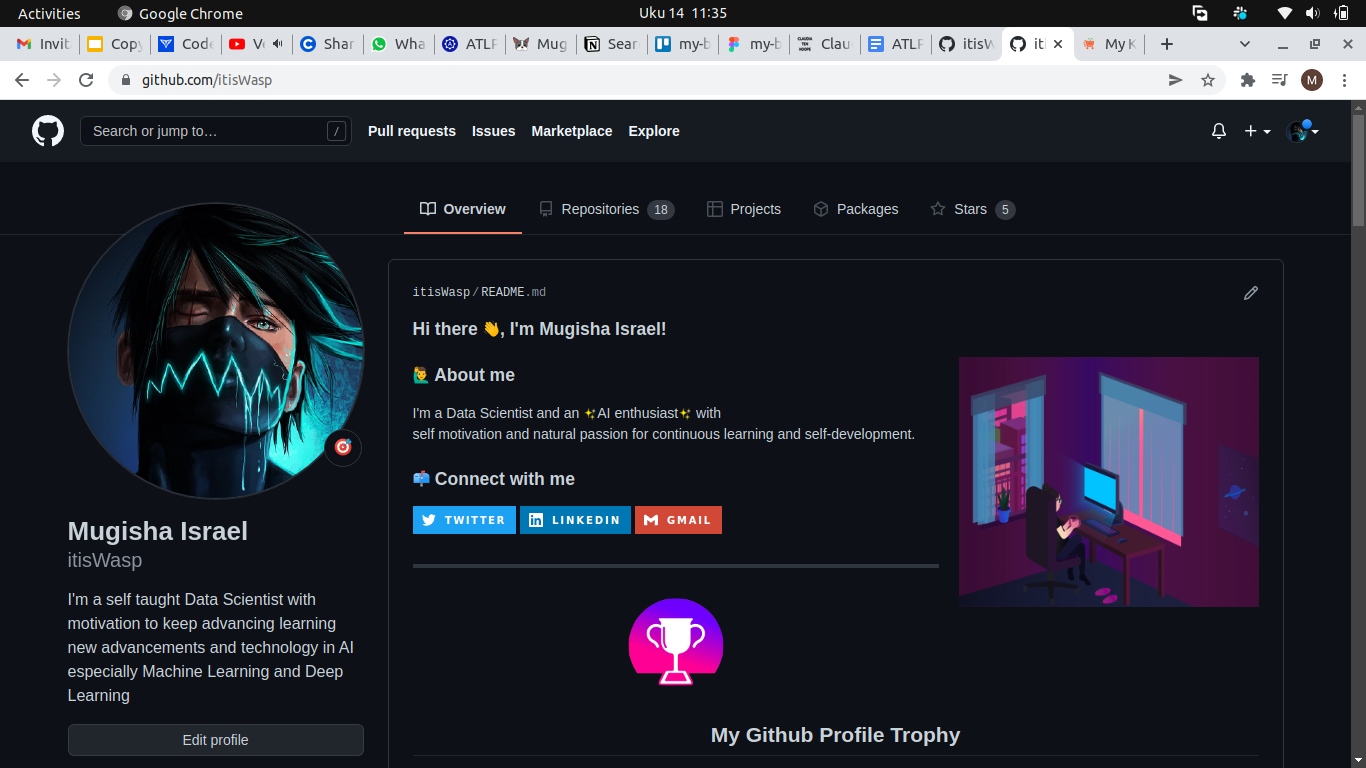 Activities
Google Chrome
Uku 14 11:35
Invit
Copy
Code
Shar
Wha
ATLP
Mug
Sear
my-b
my-b
CLAUDIA TEN HOOPE
Clau
ATLP
itisW
iti
My K
github.com/itisWasp
M
Search or jump to…
/
Pull requests
Issues
Marketplace
Explore
Overview
Repositories 18
Projects
Packages
Stars 5
itisWasp/README.md
Hi there 👋, I'm Mugisha Israel!
🙋‍♂️ About me
I'm a Data Scientist and an ✨AI enthusiast✨ with
self motivation and natural passion for continuous learning and self-development.
📫 Connect with me
TWITTER
LINKEDIN
GMAIL
Mugisha Israel
itisWasp
I'm a self taught Data Scientist with
motivation to keep advancing learning
new advancements and technology in AI
especially Machine Learning and Deep
Learning
Edit profile
My Github Profile Trophy